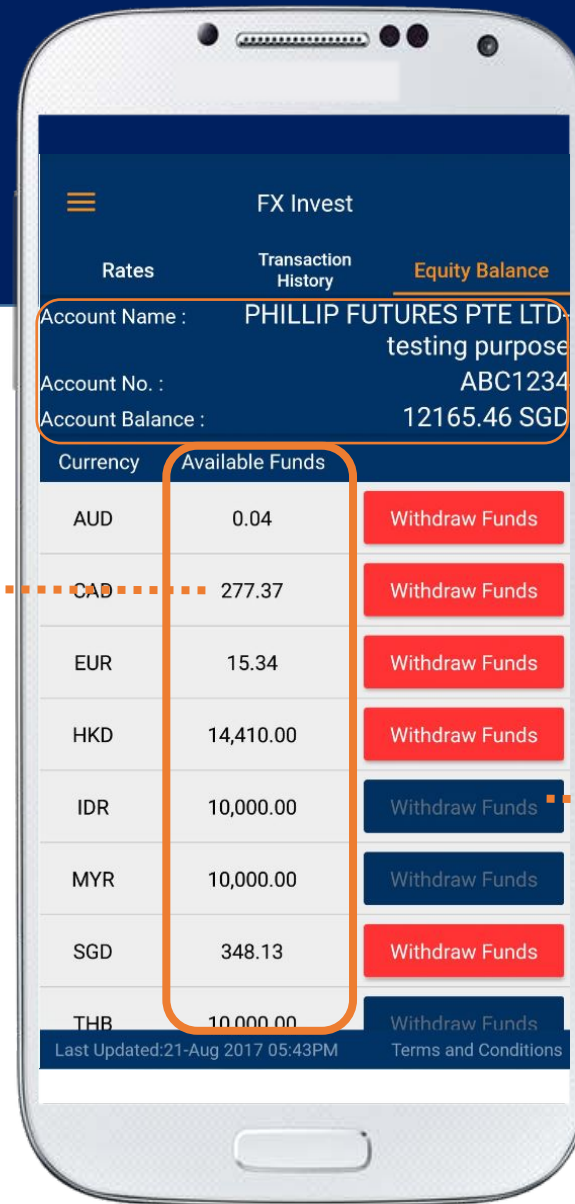 FX Invest
Rates
Transaction
History
Equity Balance
Account Name :
PHILLIP FUTURES PTE LTD-
testing purpose
Account No. :
ABC1234
Account Balance :
12165.46 SGD
Currency Available Funds
AUD 0.04 Withdraw Funds
CAD 277.37 Withdraw Funds
EUR 15.34 Withdraw Funds
HKD 14,410.00 Withdraw Funds
IDR 10,000.00 Withdraw Funds
MYR 10,000.00 Withdraw Funds
SGD 348.13 Withdraw Funds
THB 10,000.00 Withdraw Funds
Last Updated:21-Aug 2017 05:43PM Terms and Conditions